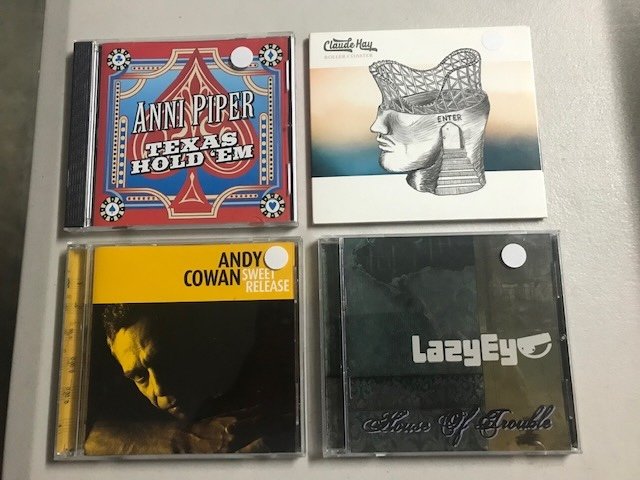 ANNI PIPER
TEXAS
HOLD 'EM
Claude Hay
ROLLER COASTER
ENTER
ANDY
COWAN SWEET
RELEASE
LazyEye
House Of Trouble